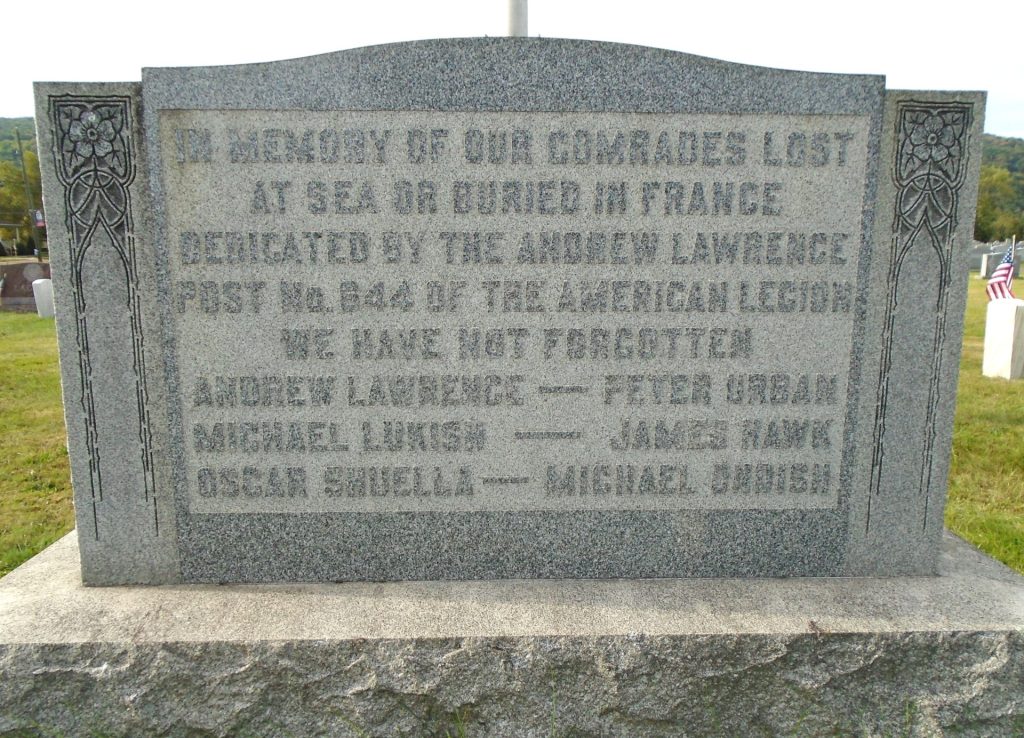 IN MEMORY OF OUR COMRADES LOST
AT SEA OR BURIED IN FRANCE
DEDICATED BY THE ANDREW LAWRENCE
POST No. 644 OF THE AMERICAN LEGION
WE HAVE NOT FORGOTTEN
ANDREW LAWRENCE — PETER URBAN
MICHAEL LUKISH — JAMES HAWK
OSCAR SHUELLA — MICHAEL ONDISH